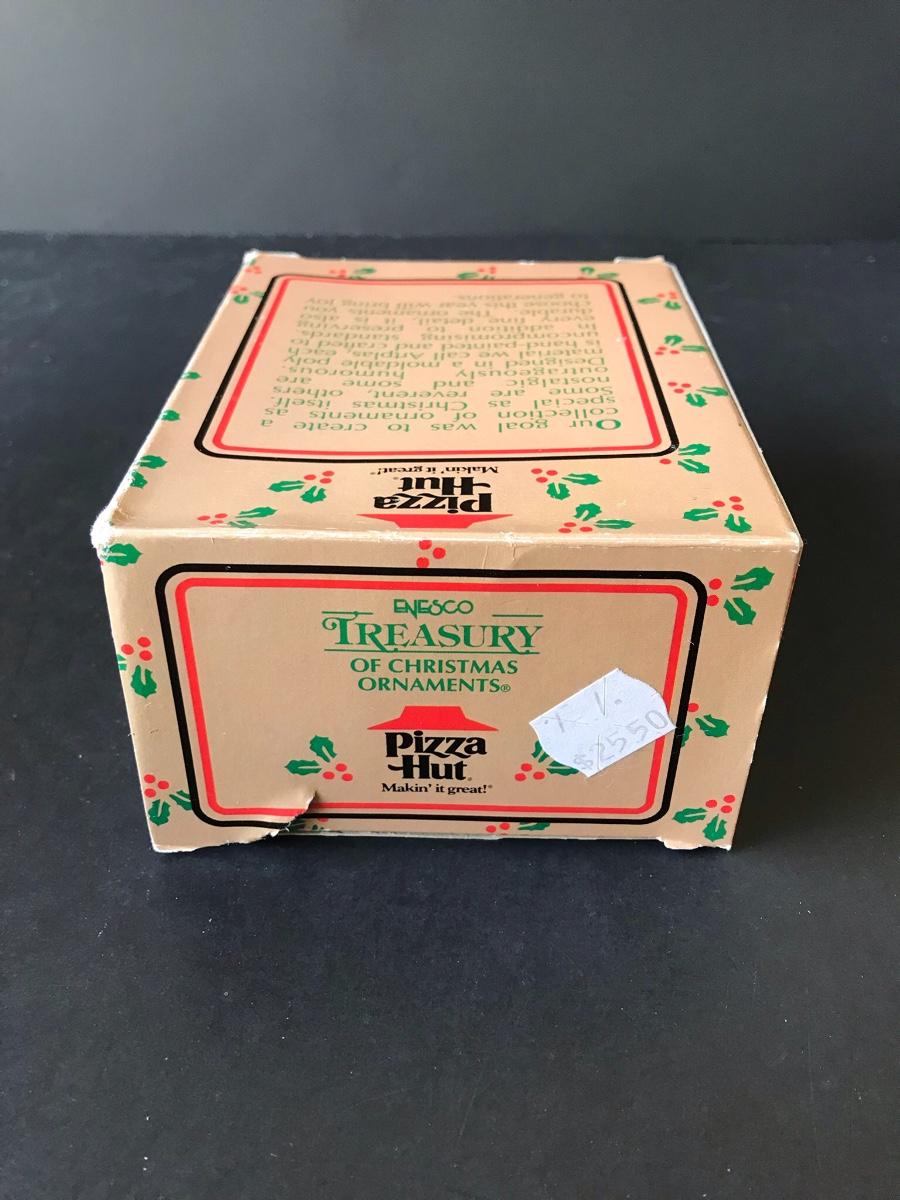 Our goal was to create a
collection of ornaments as
special as Christmas itself.
Some are reverent, others
nostalgic and some are
outrageously humorous.
Designed in a moldable poly
material we call Artplas, each
is hand-painted and crafted to
uncompromising standards.
In addition to preserving
every fine detail, it is also
durable. The ornaments you
choose this year will bring joy
to generations.
Pizza
Hut®
Makin' it great!®
ENESCO
TREASURY
OF CHRISTMAS
ORNAMENTS®
Pizza
Hut®
Makin' it great!®
$2550